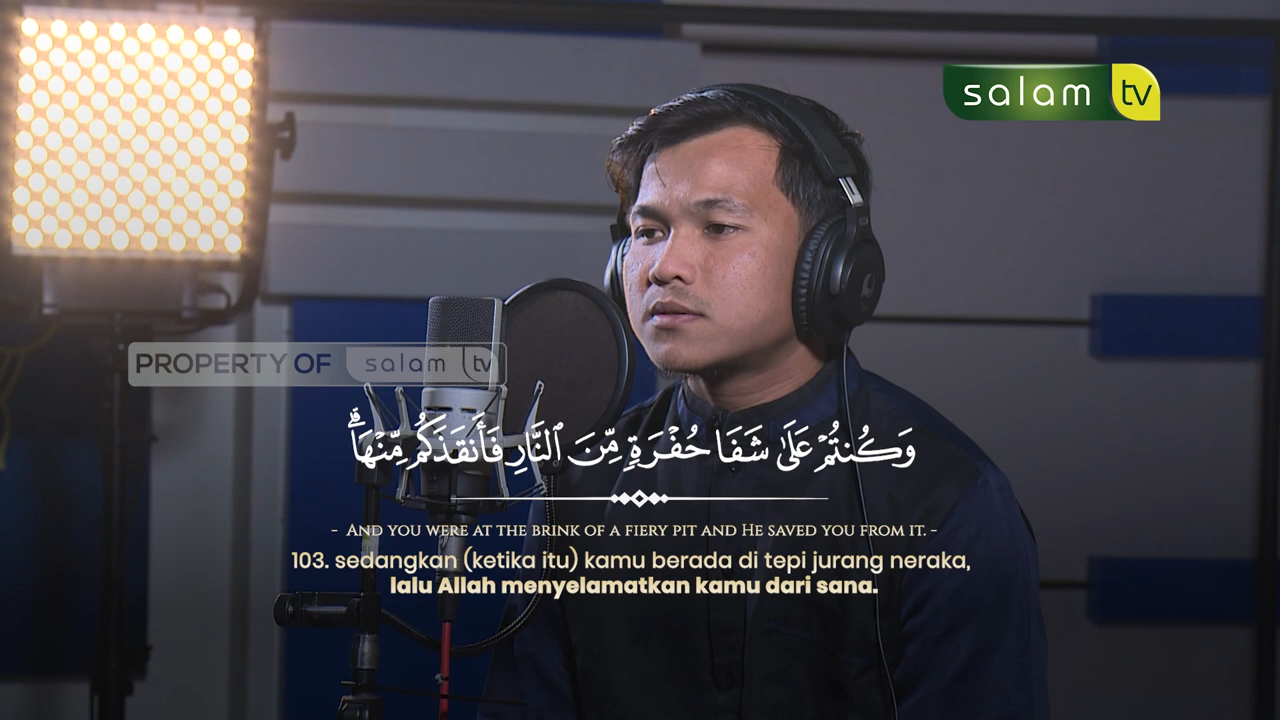 salam tv
PROPERTY OF salam tv
وَكُنتُمْ عَلَىٰ شَفَا حُفْرَةٍ مِّنَ ٱلنَّارِ فَأَنقَذَكُم مِّنْهَاۗ
- AND YOU WERE AT THE BRINK OF A FIERY PIT AND HE SAVED YOU FROM IT. -
103. sedangkan (ketika itu) kamu berada di tepi jurang neraka,
lalu Allah menyelamatkan kamu dari sana.